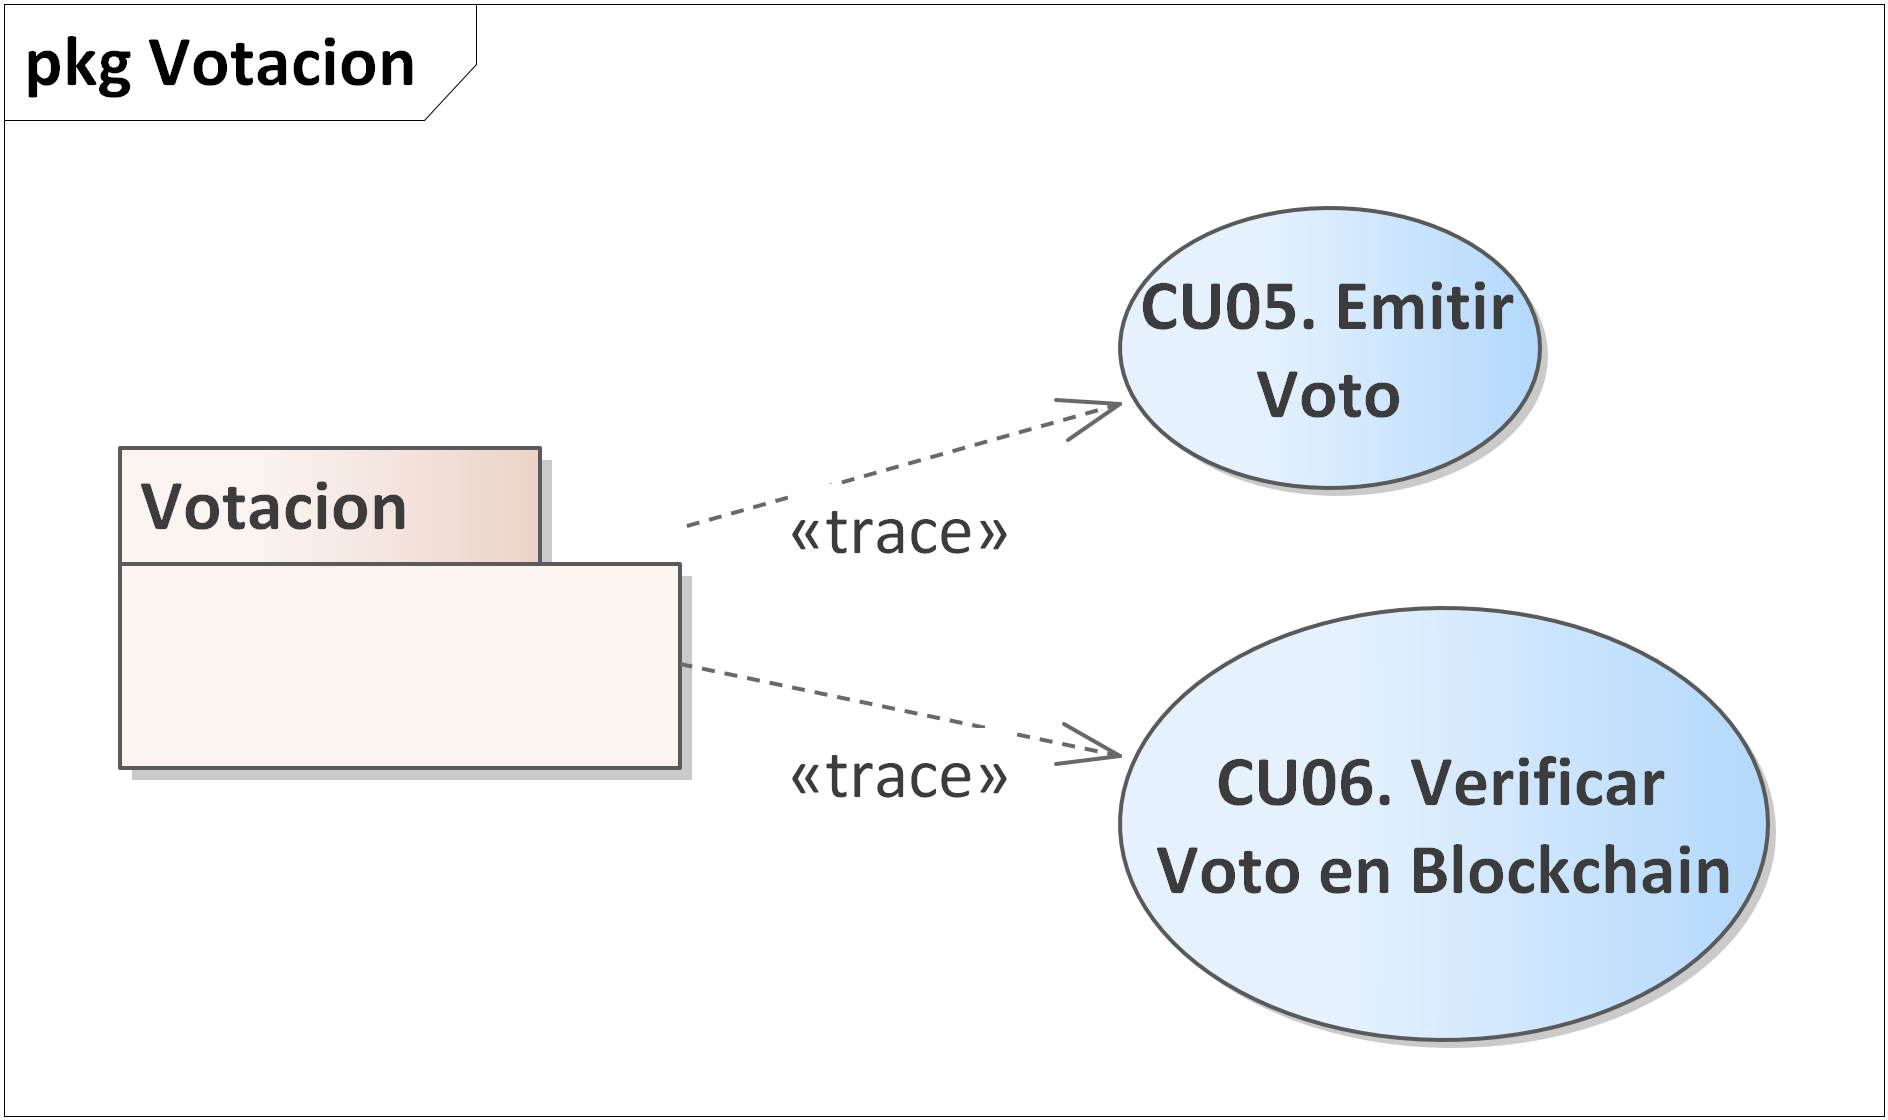 pkg Votacion
CU05. Emitir
Voto
Votacion
«trace»
«trace»
CU06. Verificar
Voto en Blockchain